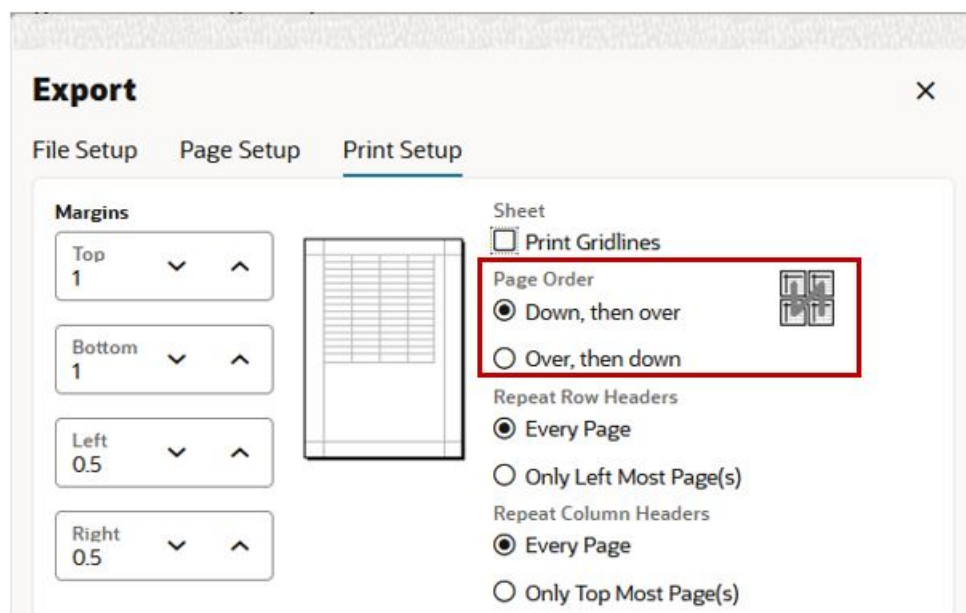 Export
File Setup Page Setup Print Setup
Margins
Top
1
Bottom
1
Left
0.5
Right
0.5
Sheet
Print Gridlines
Page Order
Down, then over
Over, then down
Repeat Row Headers
Every Page
Only Left Most Page(s)
Repeat Column Headers
Every Page
Only Top Most Page(s)